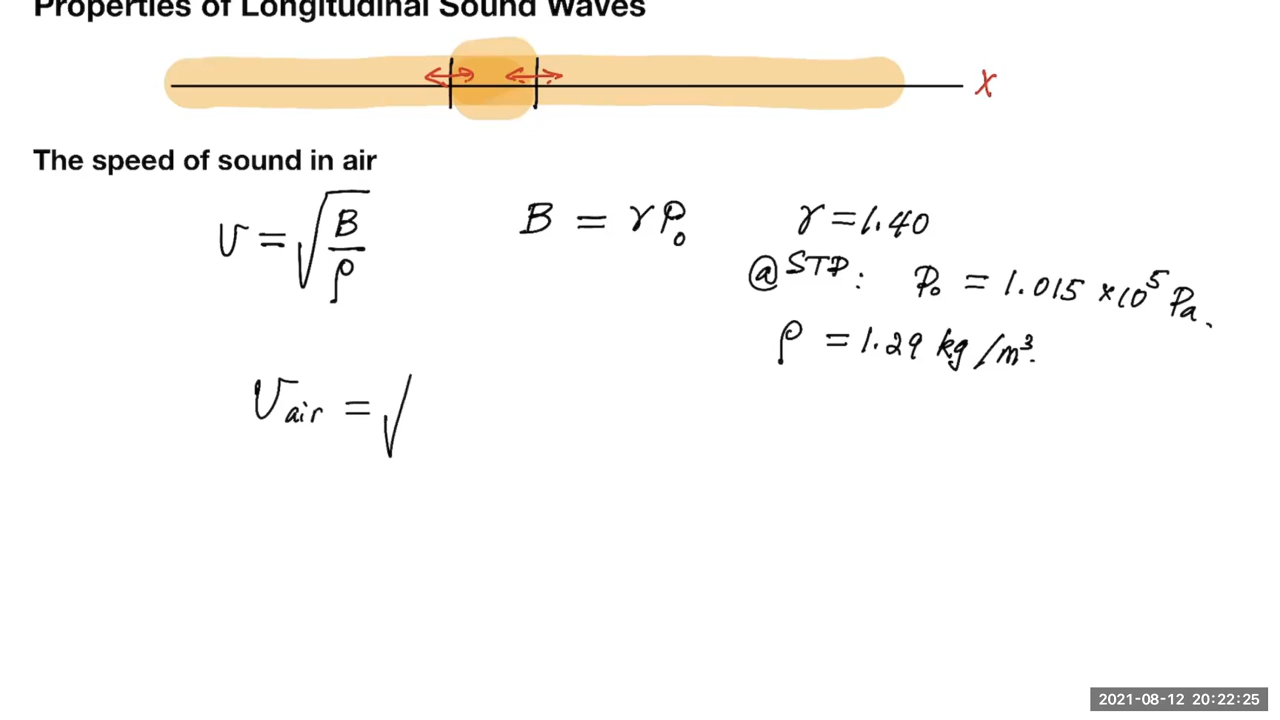 Properties of Longitudinal Sound Waves
x
The speed of sound in air
v = √(B/ρ)
B = γP₀
γ = 1.40
@ STP: P₀ = 1.015 × 10⁵ Pa.
ρ = 1.29 kg/m³.
v_air = √
2021-08-12 20:22:25